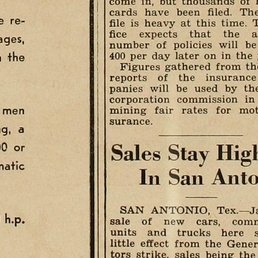 e re-
ages,
the
men
g, a
00 or
matic
h.p.
come in, but thousands of
cards have been filed. The
file is heavy at this time. T
fice expects that the a
number of policies will be
400 per day later on in the
Figures gathered from the
reports of the insurance
panies will be used by the
corporation commission in
mining fair rates for mot
surance.
Sales Stay High
In San Anto
SAN ANTONIO, Tex.—Ja
sale of new cars, comm
units and trucks here s
little effect from the Gener
tors strike, sales being the